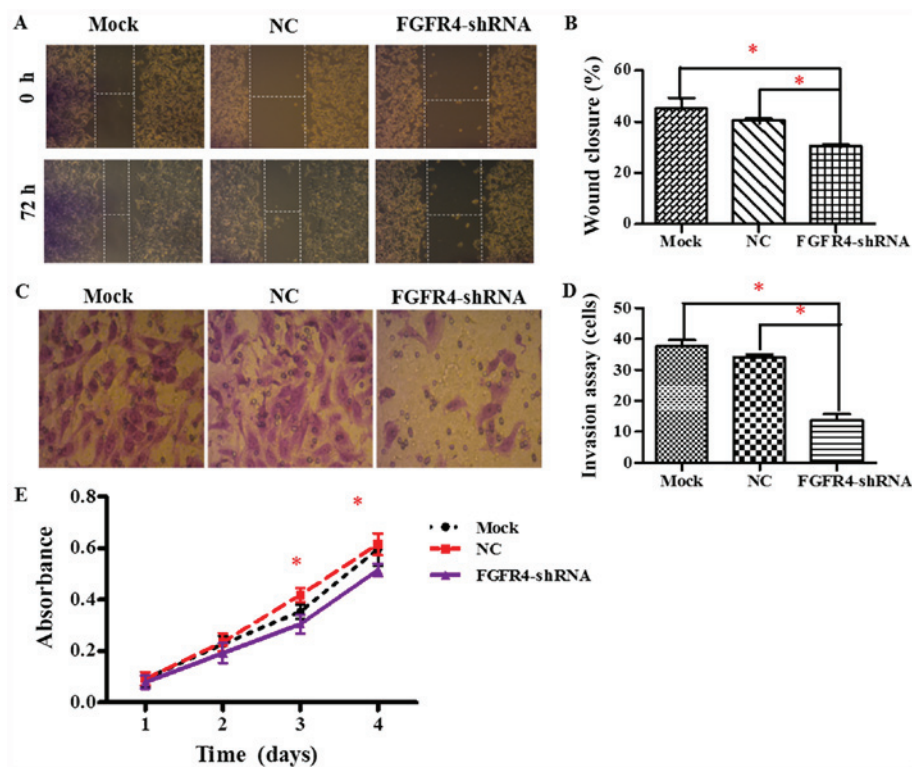 A
Mock
NC
FGFR4-shRNA
0 h
72 h
B
Wound closure (%)
60
40
20
0
*
*
Mock
NC
FGFR4-shRNA
C
Mock
NC
FGFR4-shRNA
D
Invasion assay (cells)
50
40
30
20
10
0
*
*
Mock
NC
FGFR4-shRNA
E
Absorbance
0.8
0.6
0.4
0.2
0.0
*
*
Mock
NC
FGFR4-shRNA
1 2 3 4
Time (days)